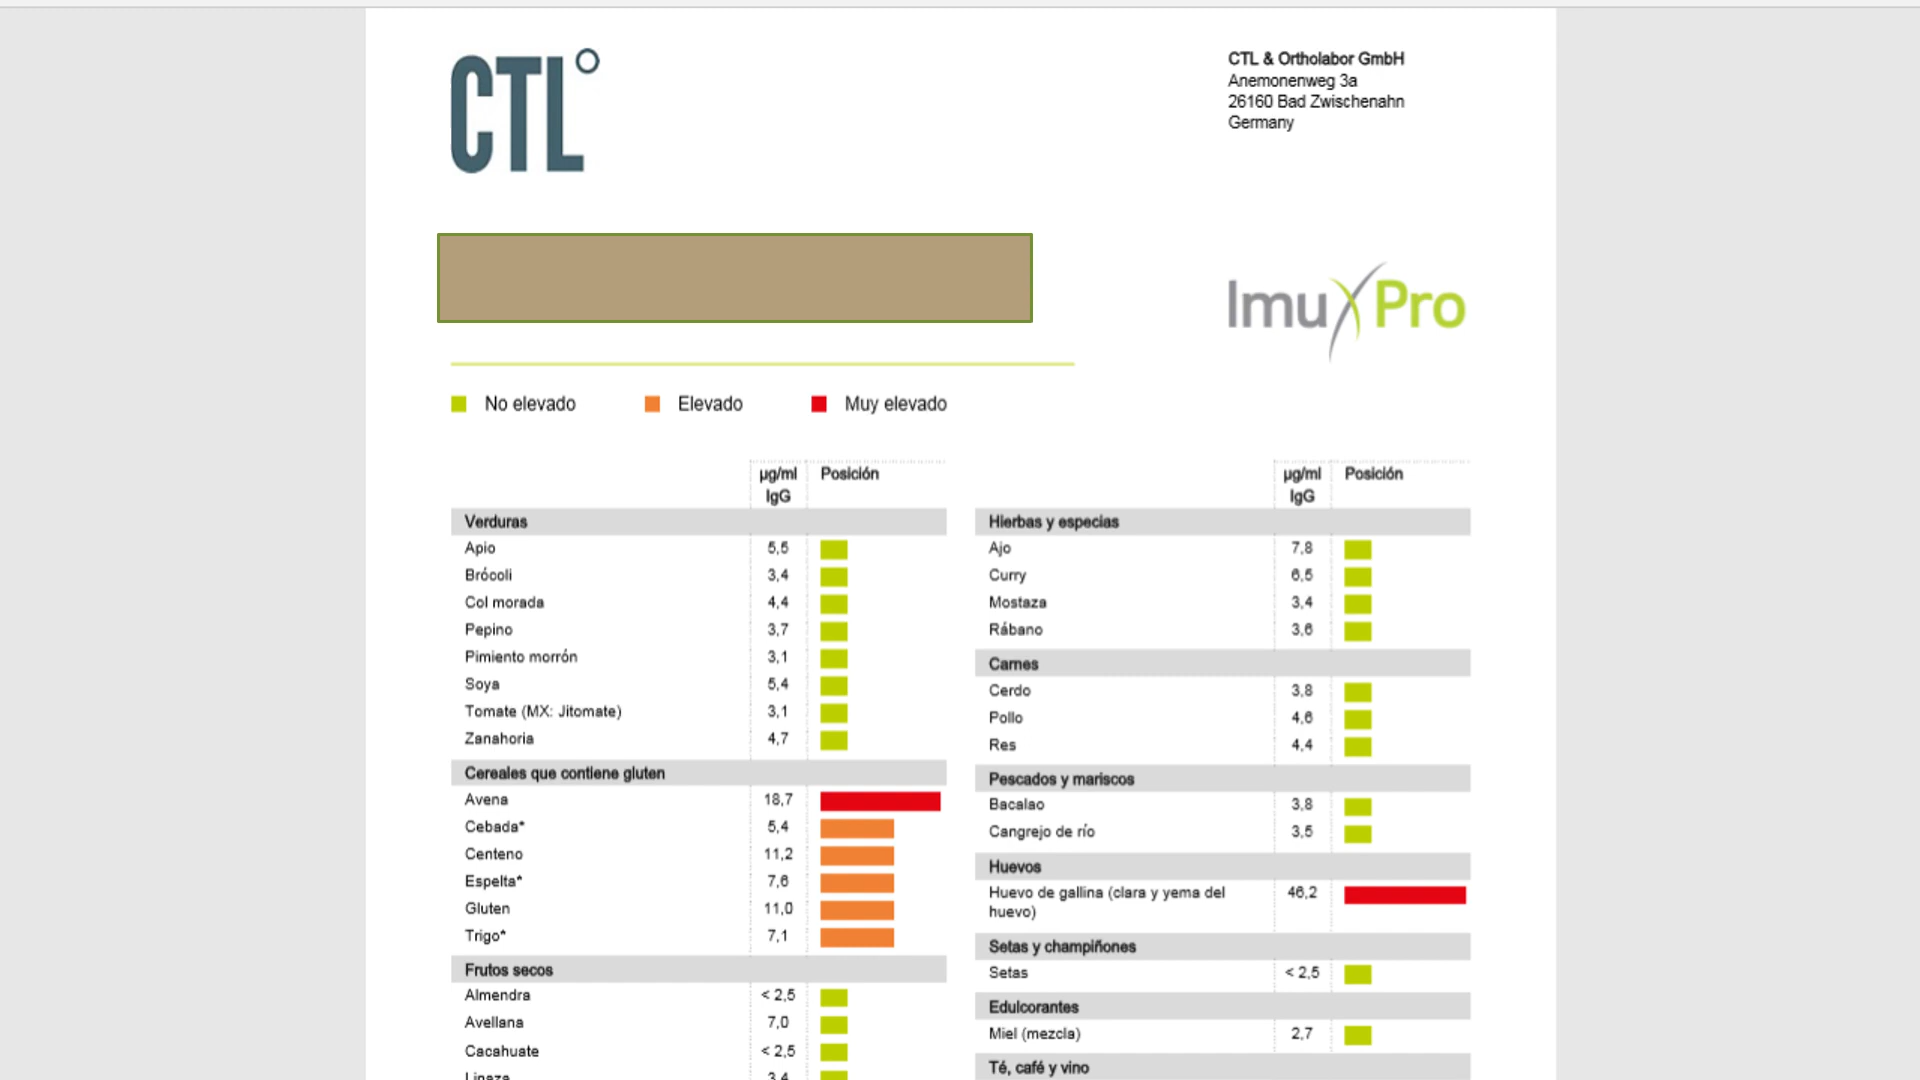 CTL°
CTL & Ortholabor GmbH
Anemonenweg 3a
26160 Bad Zwischenahn
Germany
ImuPro
No elevado
Elevado
Muy elevado
µg/ml IgG Posición
Verduras
Apio 5,5
Brócoli 3,4
Col morada 4,4
Pepino 3,7
Pimiento morrón 3,1
Soya 5,4
Tomate (MX: Jitomate) 3,1
Zanahoria 4,7
Cereales que contiene gluten
Avena 18,7
Cebada* 5,4
Centeno 11,2
Espelta* 7,6
Gluten 11,0
Trigo* 7,1
Frutos secos
Almendra < 2,5
Avellana 7,0
Cacahuate < 2,5
Linaza 3,4
µg/ml IgG Posición
Hierbas y especias
Ajo 7,8
Curry 6,5
Mostaza 3,4
Rábano 3,6
Carnes
Cerdo 3,8
Pollo 4,6
Res 4,4
Pescados y mariscos
Bacalao 3,8
Cangrejo de río 3,5
Huevos
Huevo de gallina (clara y yema del 46,2
huevo)
Setas y champiñones
Setas < 2,5
Edulcorantes
Miel (mezcla) 2,7
Té, café y vino